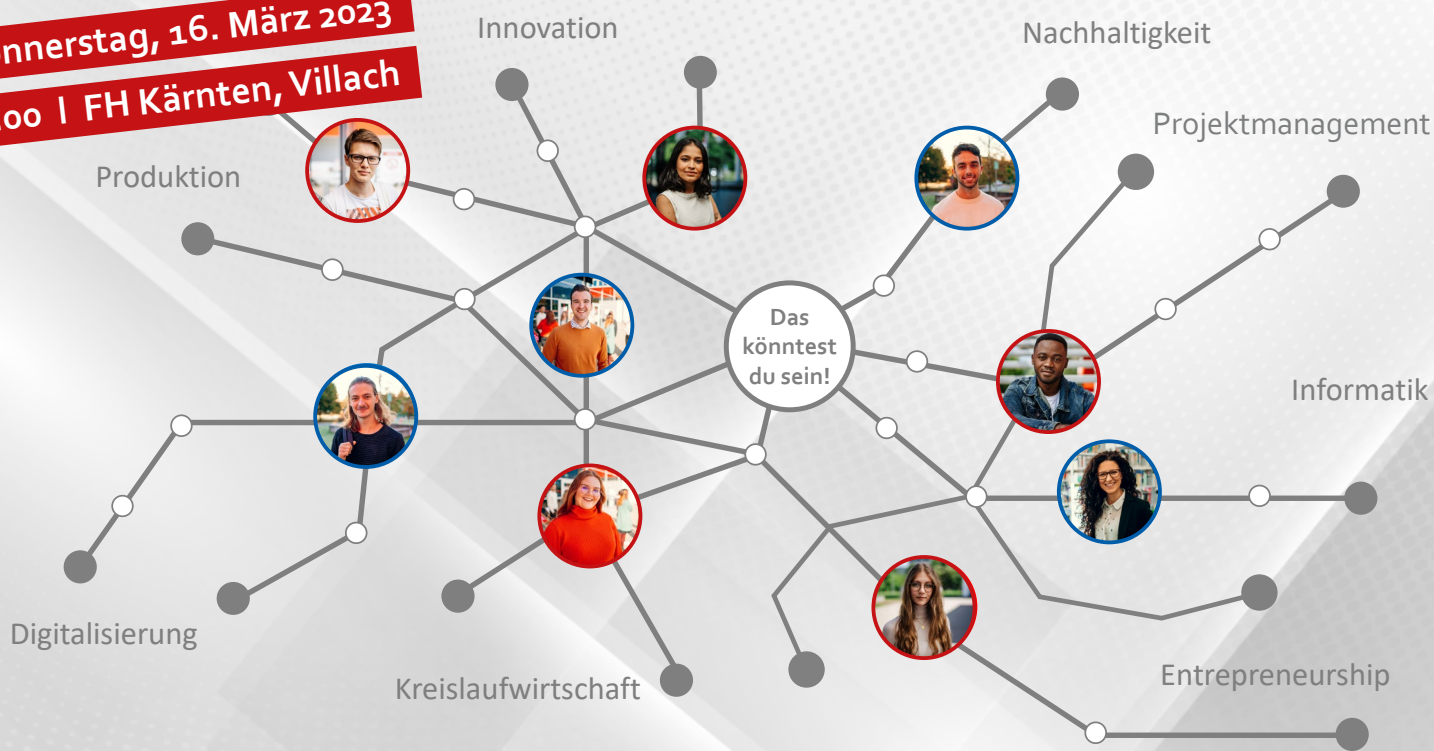 nnerstag, 16. März 2023
oo | FH Kärnten, Villach
Innovation
Nachhaltigkeit
Projektmanagement
Produktion
Das
könntest
du sein!
Informatik
Digitalisierung
Kreislaufwirtschaft
Entrepreneurship